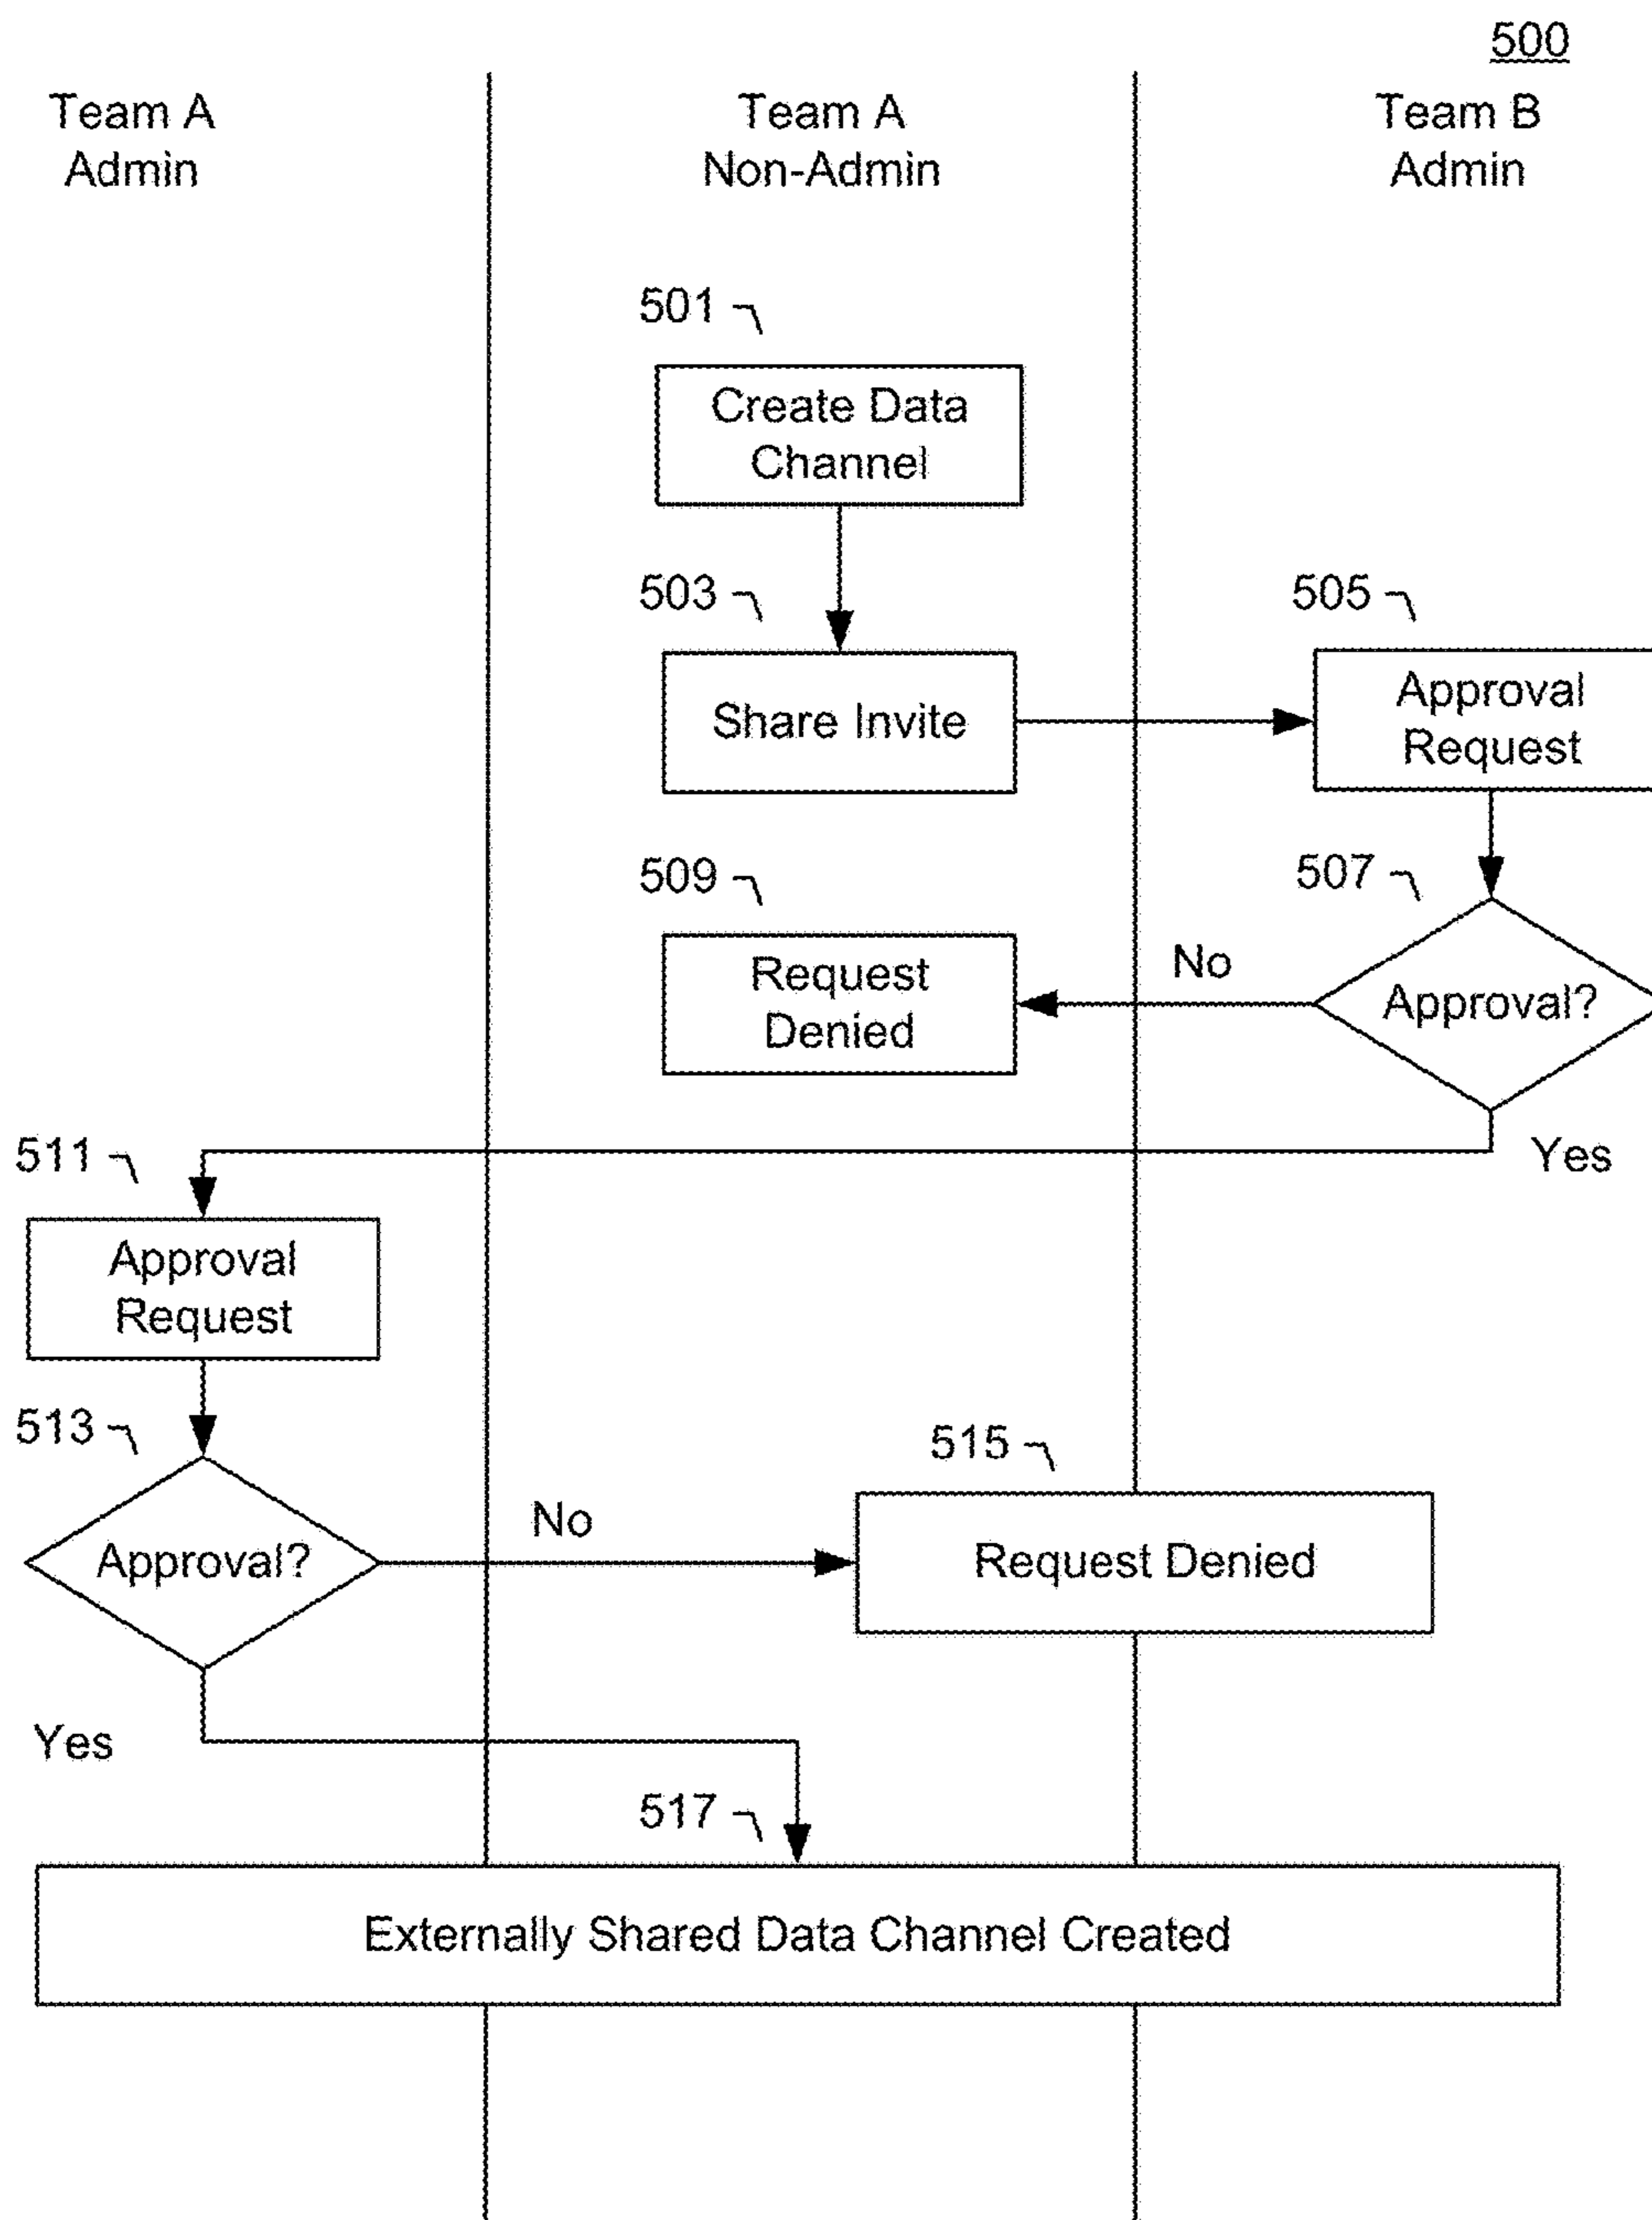 500
Team A
Admin
Team A
Non-Admin
Team B
Admin
501
Create Data
Channel
503
Share Invite
505
Approval
Request
507
Approval?
No
509
Request
Denied
Yes
511
Approval
Request
513
Approval?
No
515
Request Denied
Yes
517
Externally Shared Data Channel Created